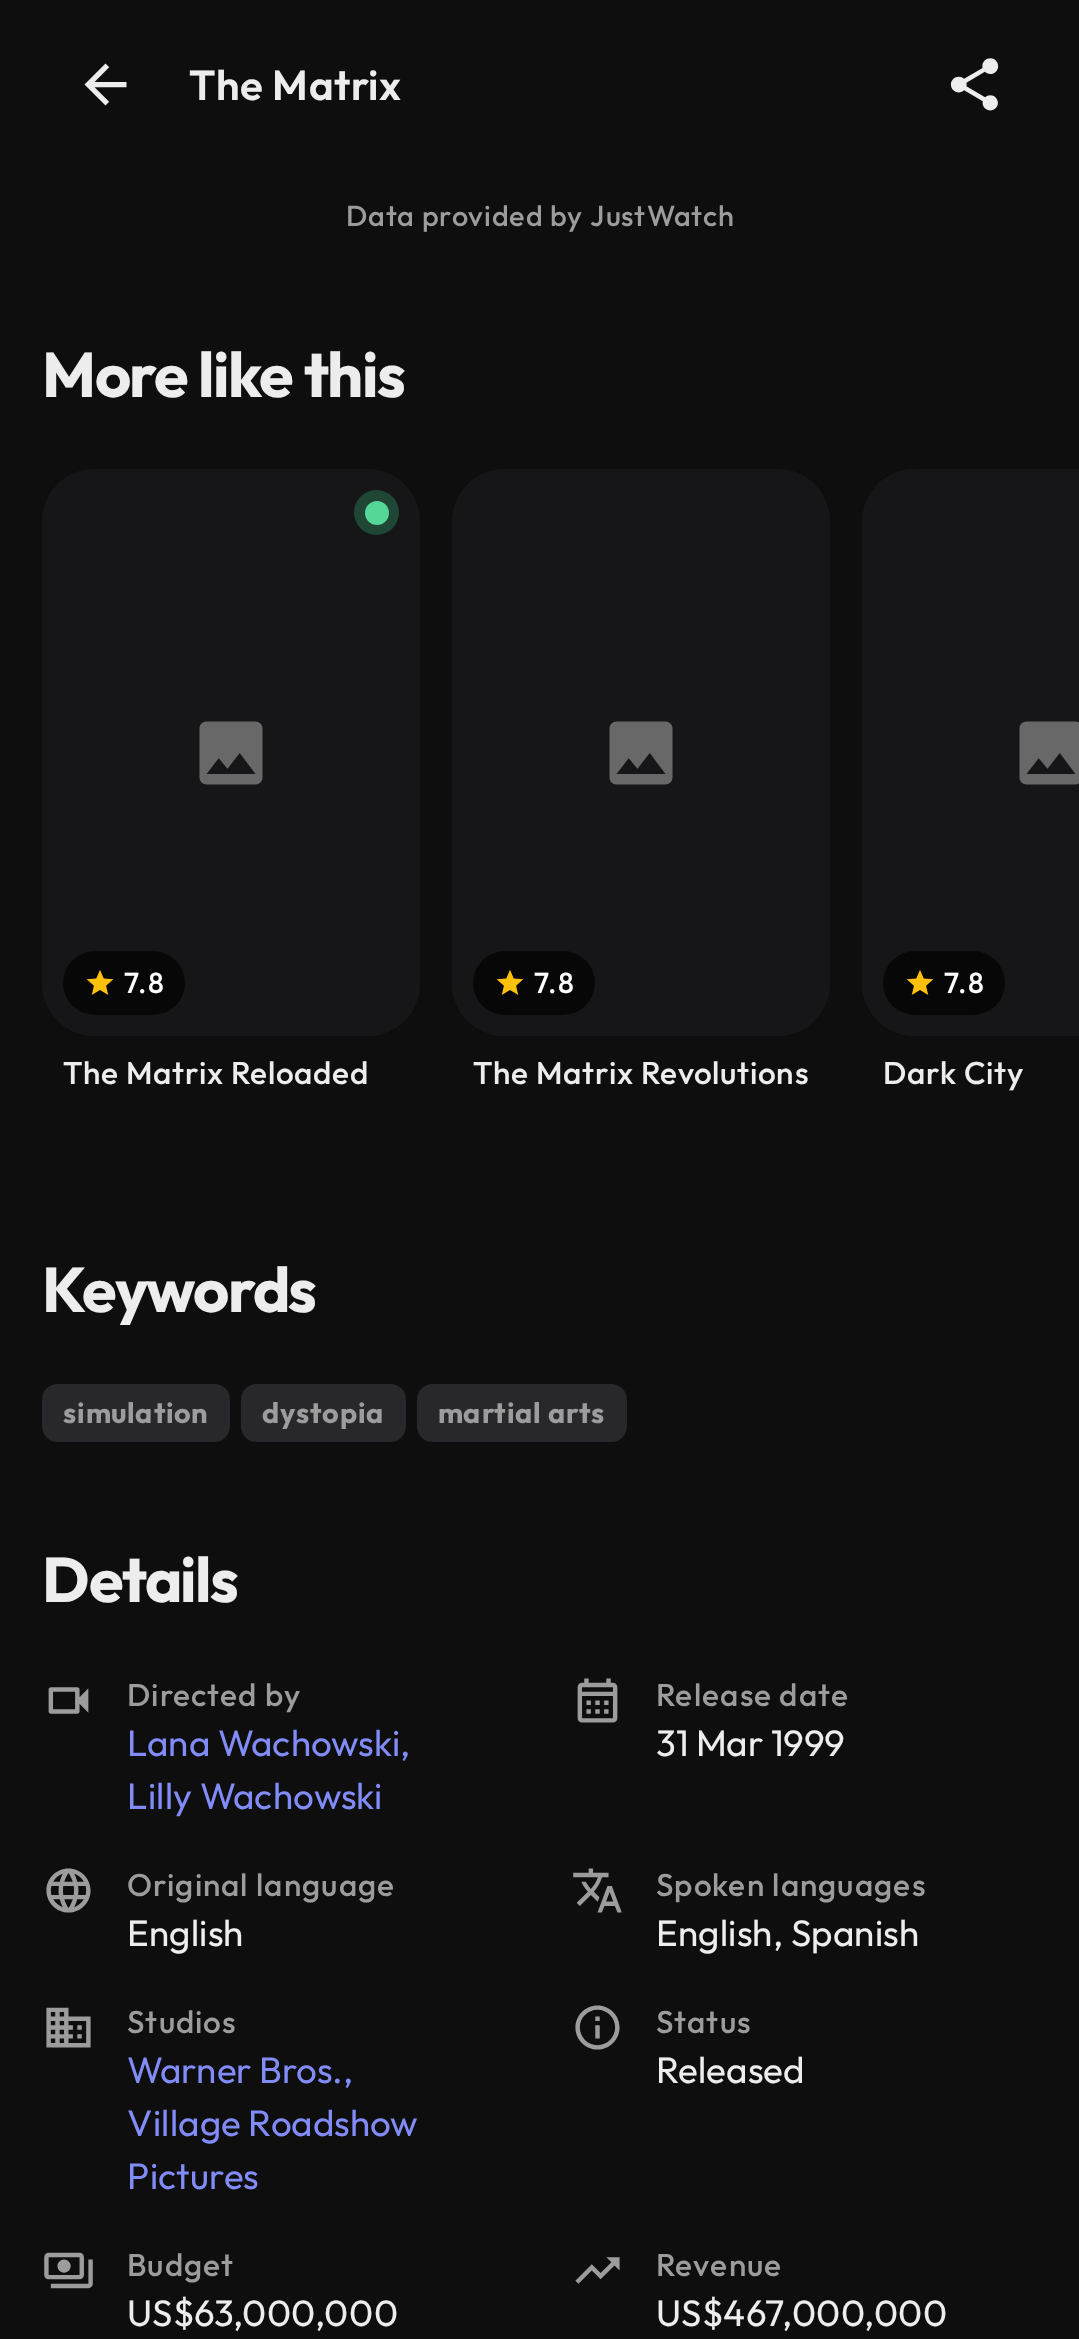 The Matrix
Data provided by JustWatch
More like this
7.8
7.8
7.8
The Matrix Reloaded
The Matrix Revolutions
Dark City
Keywords
simulation
dystopia
martial arts
Details
Directed by
Lana Wachowski,
Lilly Wachowski
Release date
31 Mar 1999
Original language
English
Spoken languages
English, Spanish
Studios
Warner Bros.,
Village Roadshow
Pictures
Status
Released
Budget
US$63,000,000
Revenue
US$467,000,000